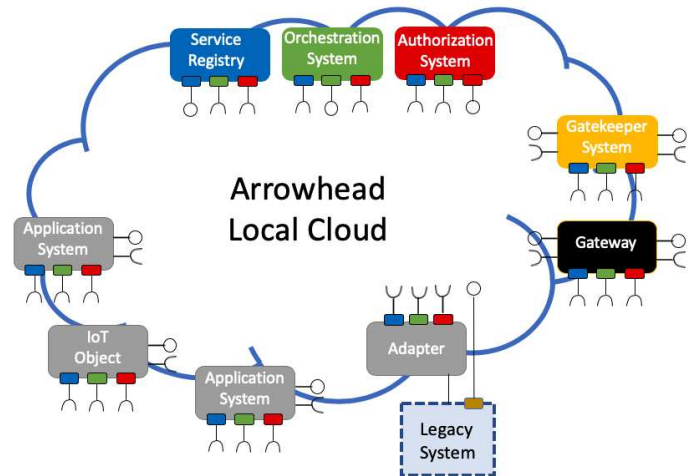 Service
Registry
Orchestration
System
Authorization
System
Gatekeeper
System
Arrowhead
Local Cloud
Application
System
Gateway
IoT
Object
Adapter
Application
System
Legacy
System